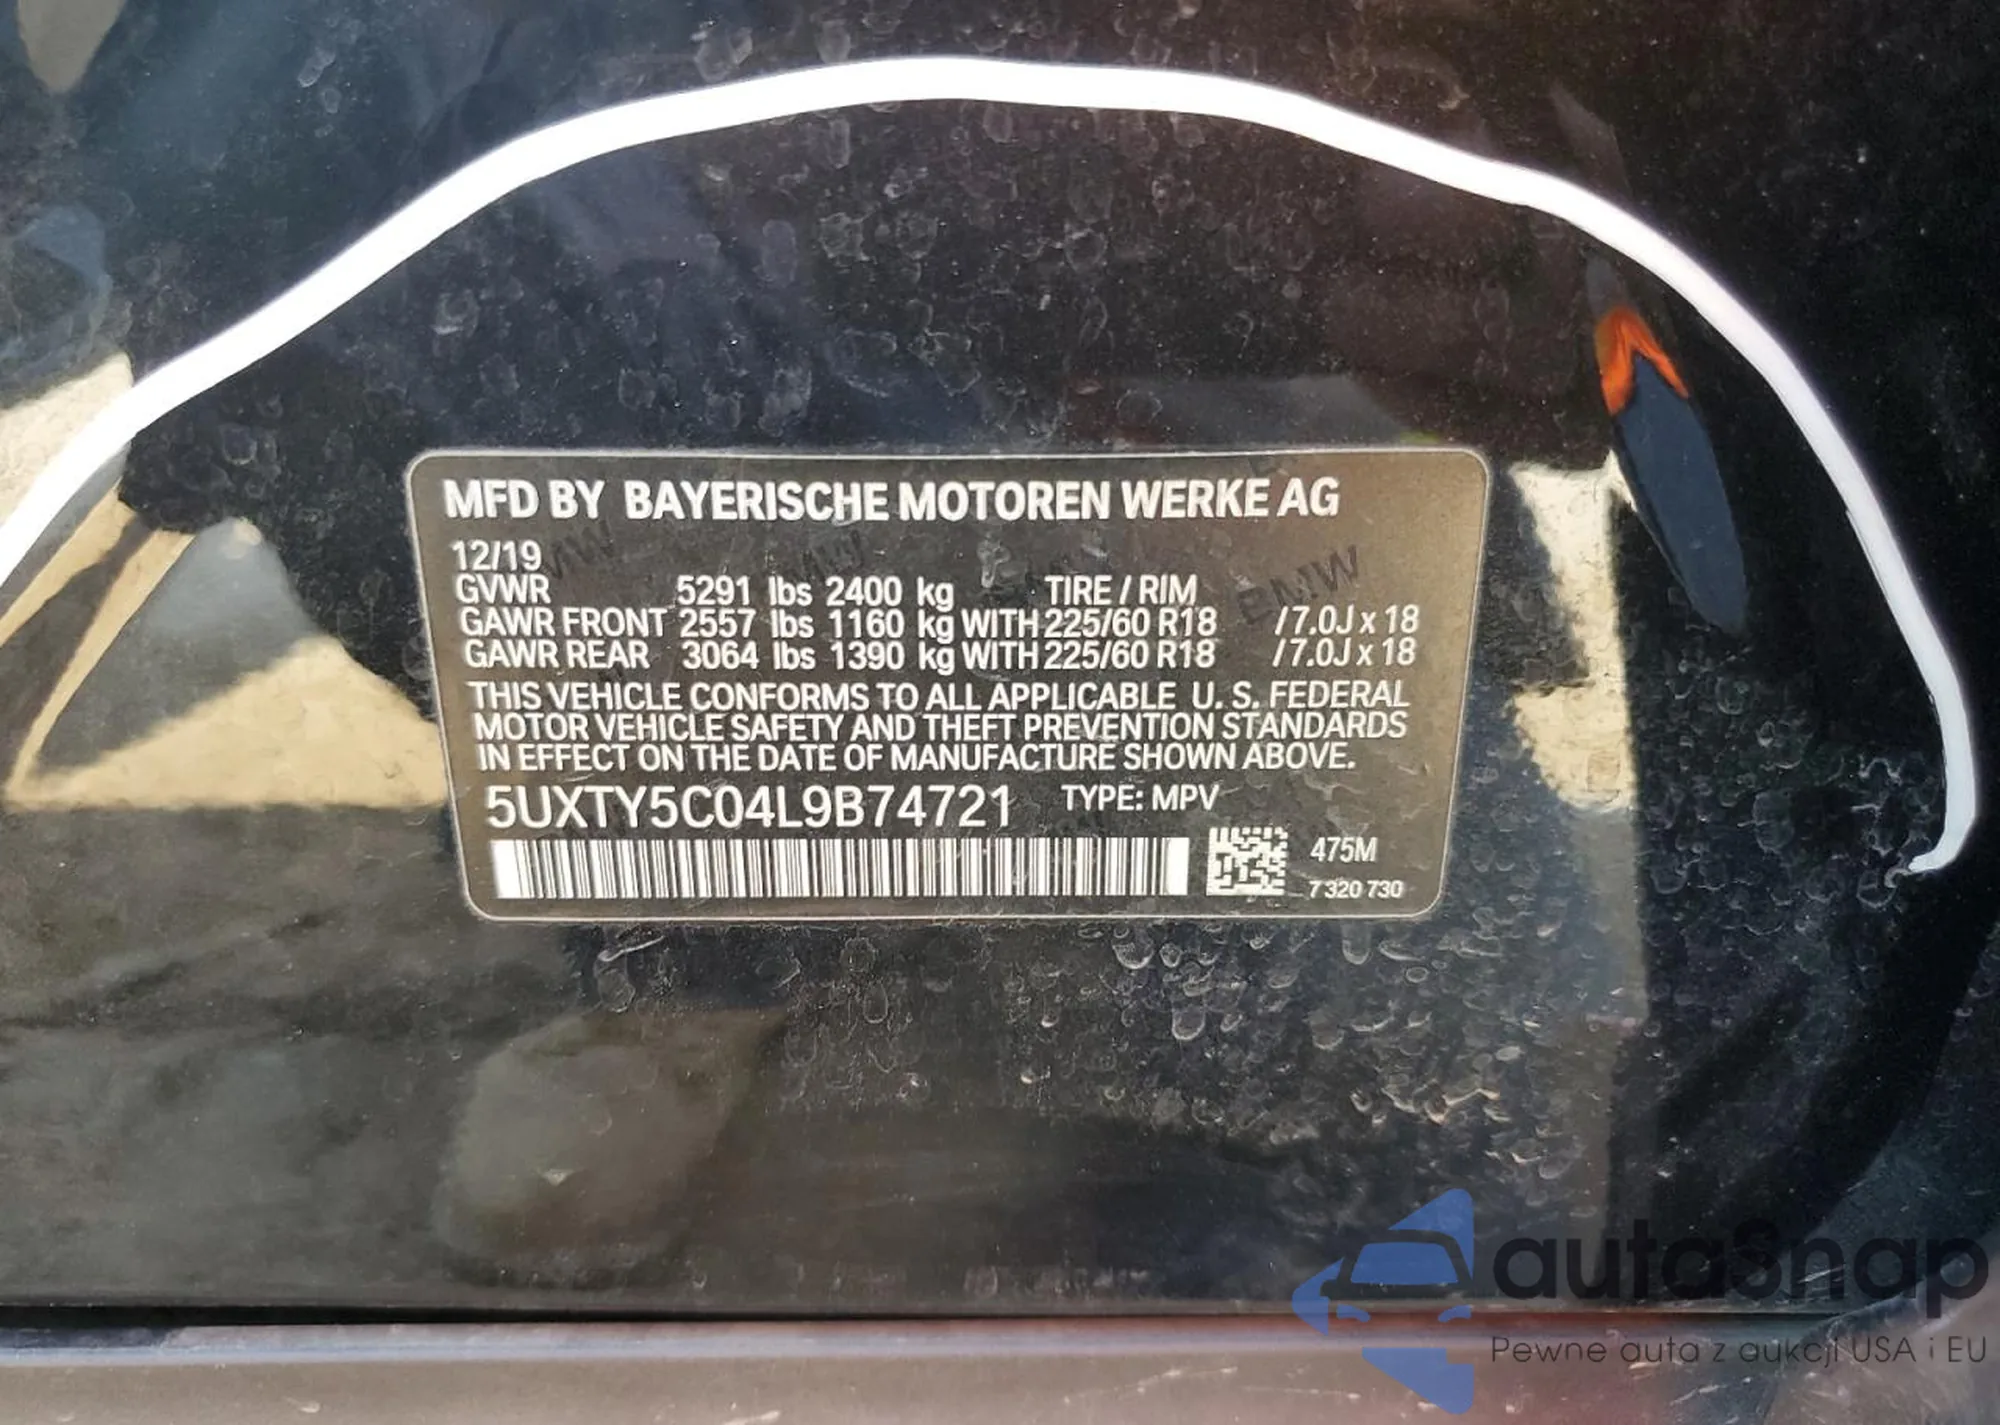 MFD BY BAYERISCHE MOTOREN WERKE AG
12/19
GVWR 5291 lbs 2400 kg TIRE / RIM
GAWR FRONT 2557 lbs 1160 kg WITH 225/60 R18 /7.0J x 18
GAWR REAR 3064 lbs 1390 kg WITH 225/60 R18 /7.0J x 18
THIS VEHICLE CONFORMS TO ALL APPLICABLE U. S. FEDERAL
MOTOR VEHICLE SAFETY AND THEFT PREVENTION STANDARDS
IN EFFECT ON THE DATE OF MANUFACTURE SHOWN ABOVE.
5UXTY5C04L9B74721 TYPE: MPV
475M
7 320 730
autaSnap
Pewne auta z aukcji USA i EU